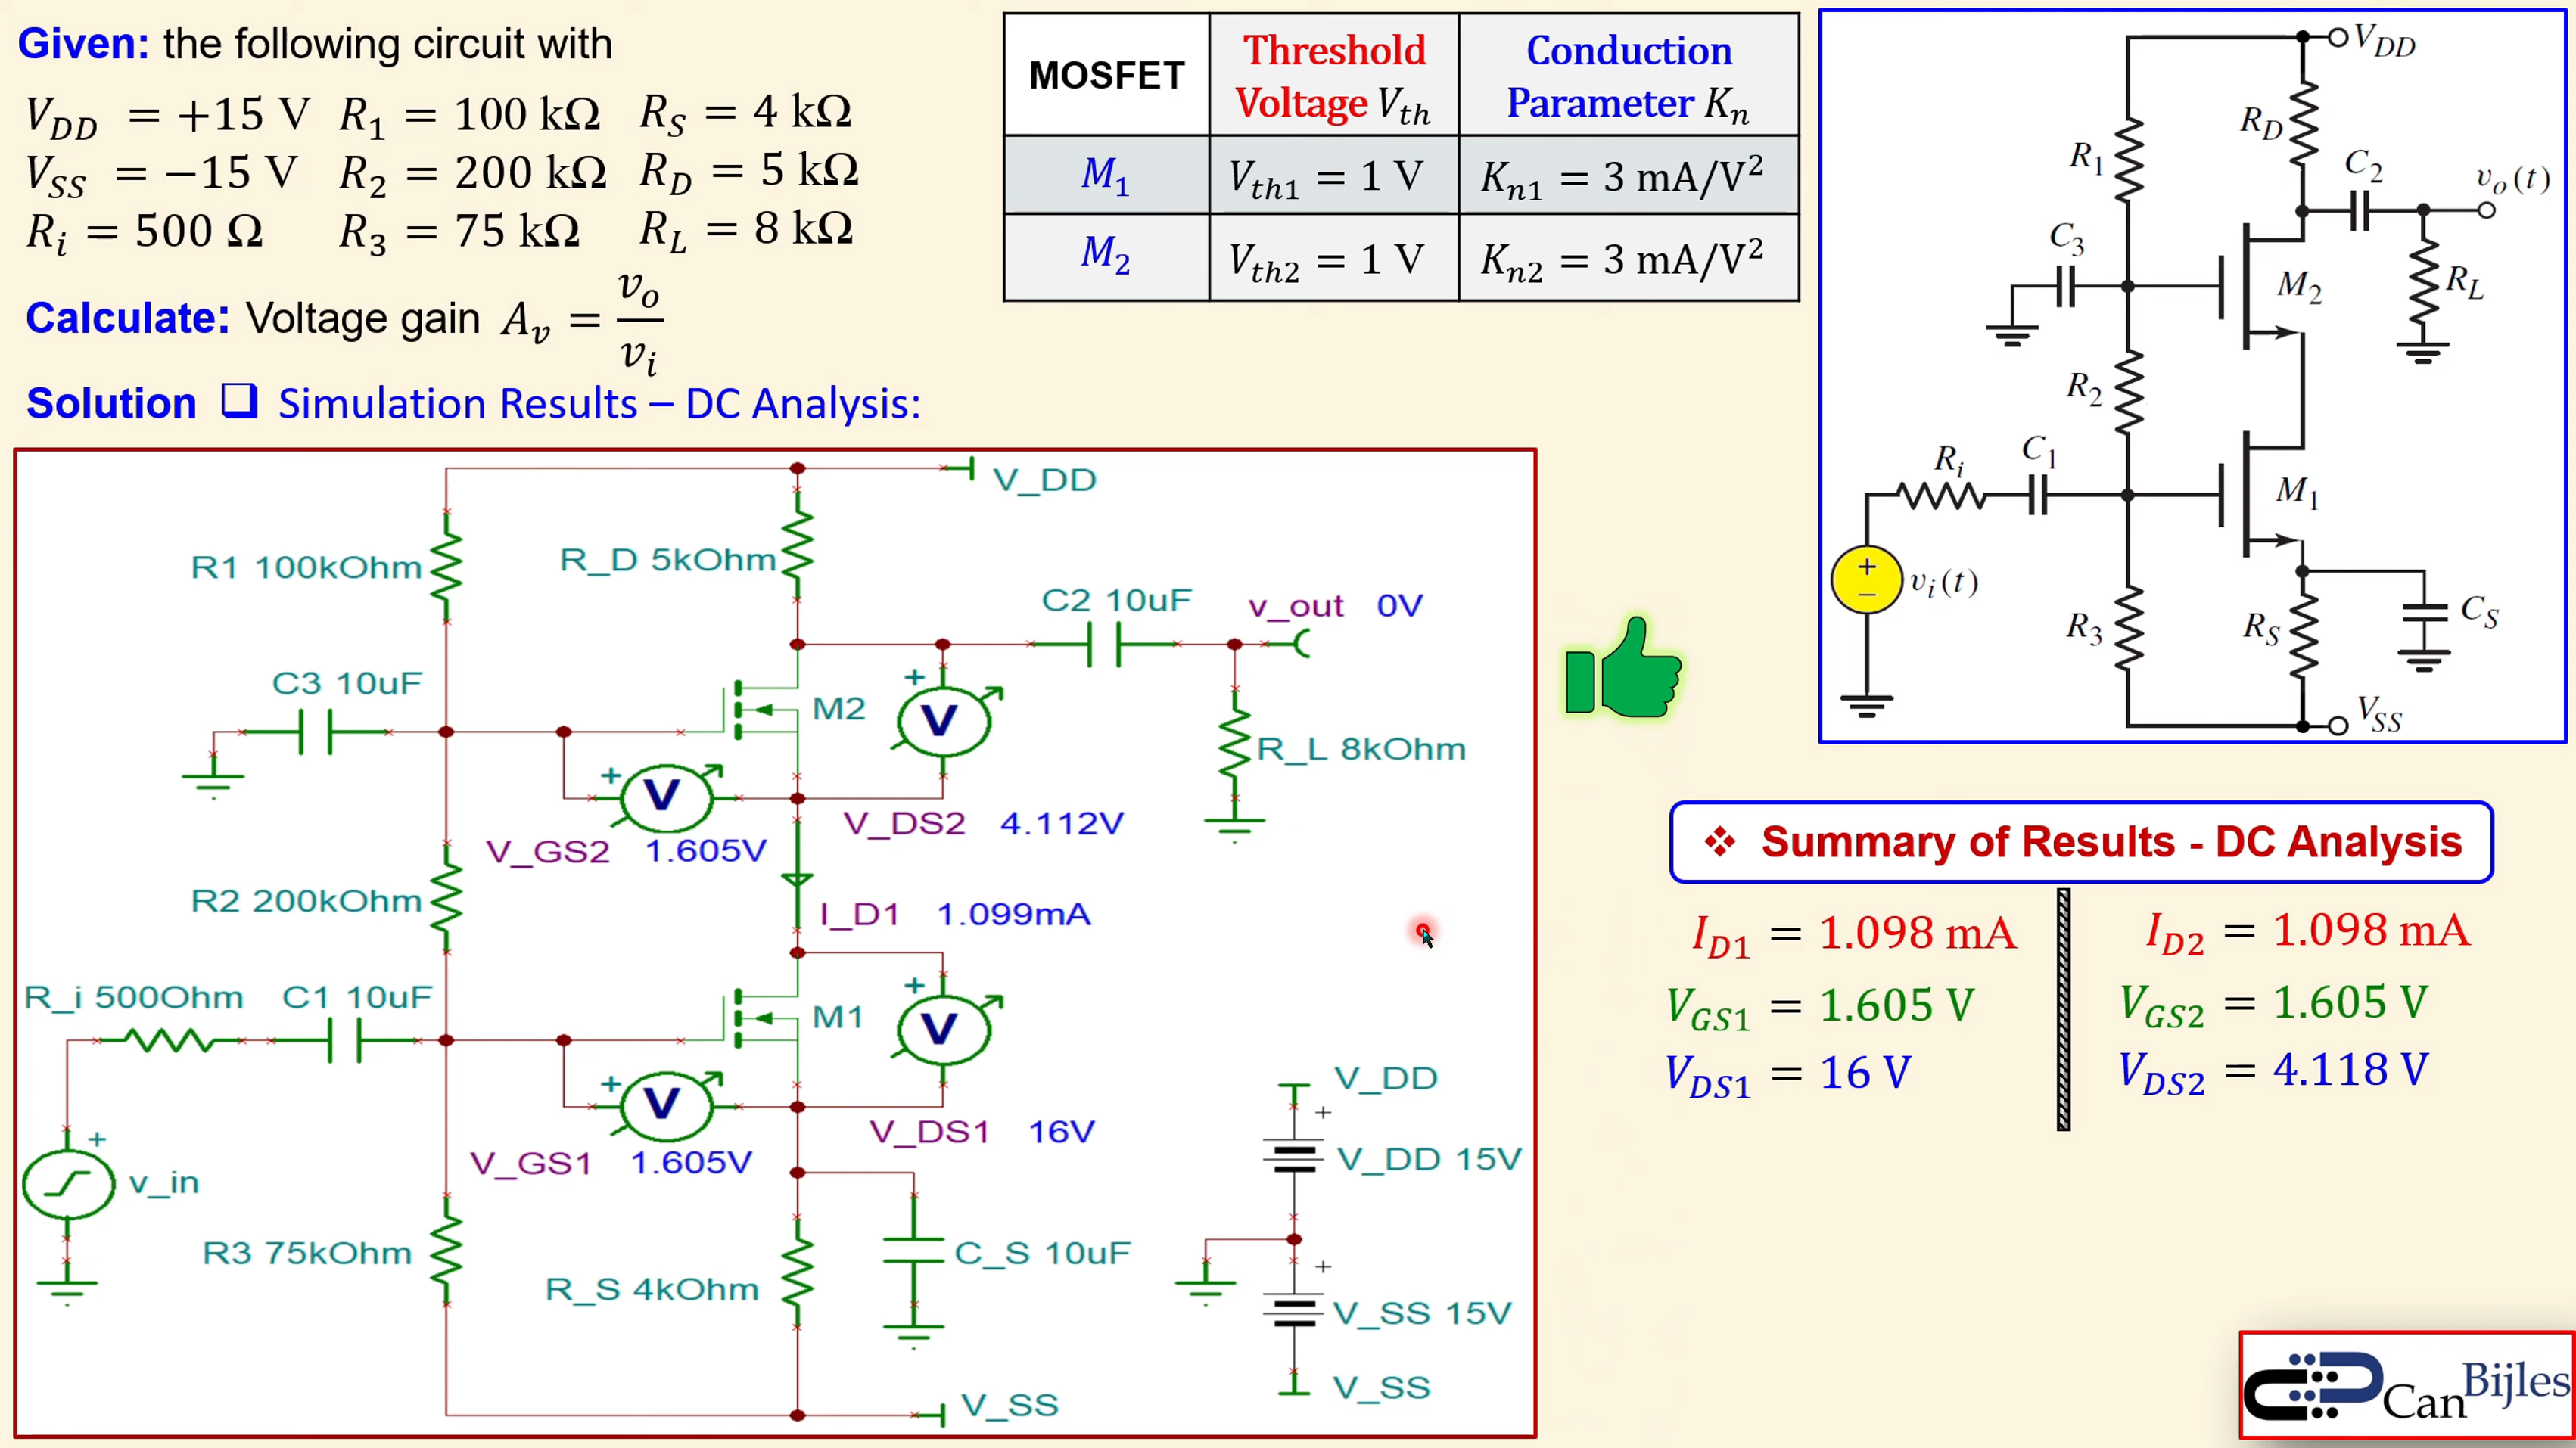 Given: the following circuit with
V_DD = +15 V R_1 = 100 kΩ R_S = 4 kΩ
V_SS = −15 V R_2 = 200 kΩ R_D = 5 kΩ
R_i = 500 Ω R_3 = 75 kΩ R_L = 8 kΩ
Calculate: Voltage gain A_v = v_o / v_i
Solution ❑ Simulation Results – DC Analysis:
MOSFET Threshold Voltage V_th Conduction Parameter K_n
M_1 V_th1 = 1 V K_n1 = 3 mA/V²
M_2 V_th2 = 1 V K_n2 = 3 mA/V²
V_DD
R_D
R_1
C_2
v_o(t)
C_3
M_2
R_L
R_2
R_i
C_1
M_1
+
−
v_i(t)
R_3
R_S
C_S
V_SS
V_DD
R1 100kOhm
R_D 5kOhm
C2 10uF
v_out 0V
C3 10uF
M2
+
V
R_L 8kOhm
+
V
V_GS2 1.605V
V_DS2 4.112V
R2 200kOhm
I_D1 1.099mA
R_i 500Ohm
C1 10uF
M1
+
V
+
V
V_GS1 1.605V
V_DS1 16V
+
v_in
R3 75kOhm
R_S 4kOhm
C_S 10uF
V_SS
V_DD
+
V_DD 15V
+
V_SS 15V
V_SS
❖ Summary of Results - DC Analysis
I_D1 = 1.098 mA I_D2 = 1.098 mA
V_GS1 = 1.605 V V_GS2 = 1.605 V
V_DS1 = 16 V V_DS2 = 4.118 V
CanBijles